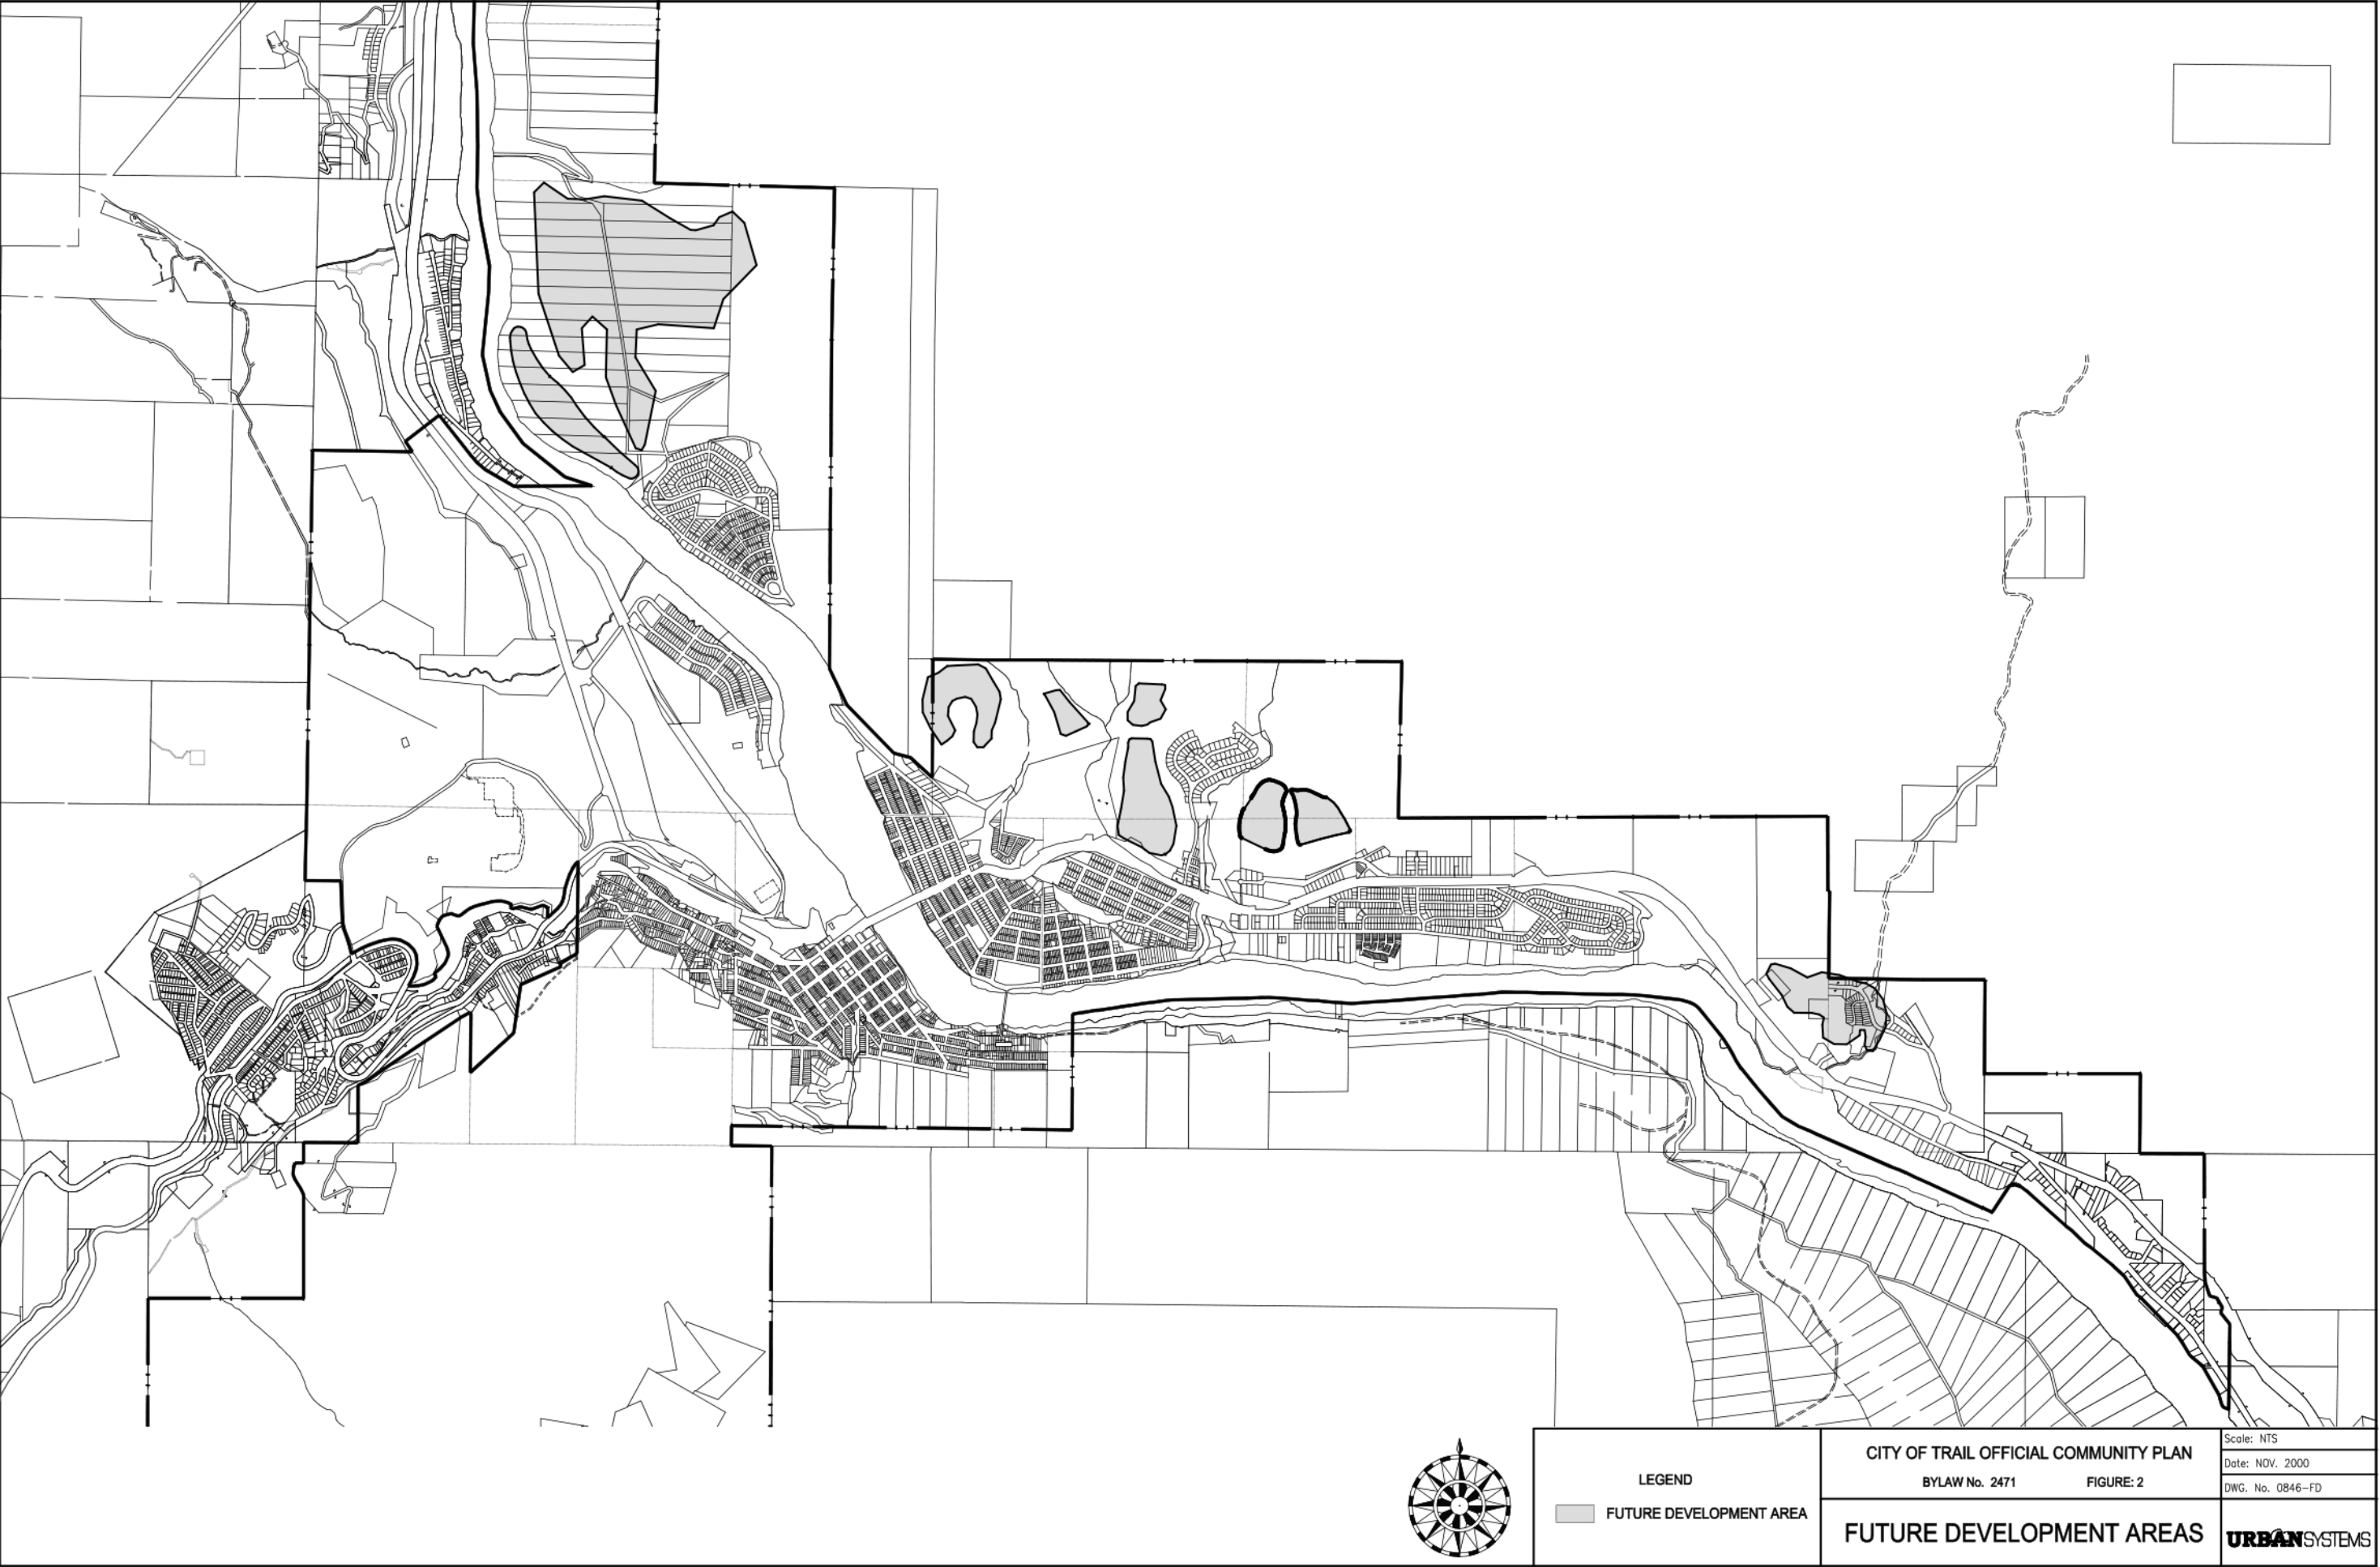 LEGEND
FUTURE DEVELOPMENT AREA
CITY OF TRAIL OFFICIAL COMMUNITY PLAN
BYLAW No. 2471 FIGURE: 2
FUTURE DEVELOPMENT AREAS
Scale: NTS
Date: NOV. 2000
DWG. No. 0846-FD
URBANSYSTEMS